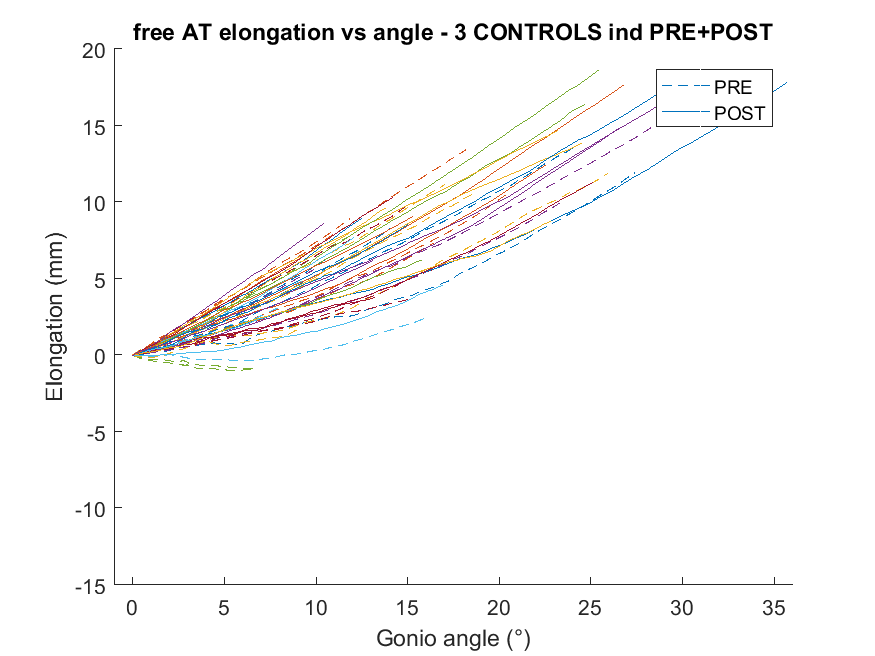 free AT elongation vs angle - 3 CONTROLS ind PRE+POST
20
15
10
5
0
-5
-10
-15
Elongation (mm)
PRE
POST
0 5 10 15 20 25 30 35
Gonio angle (°)